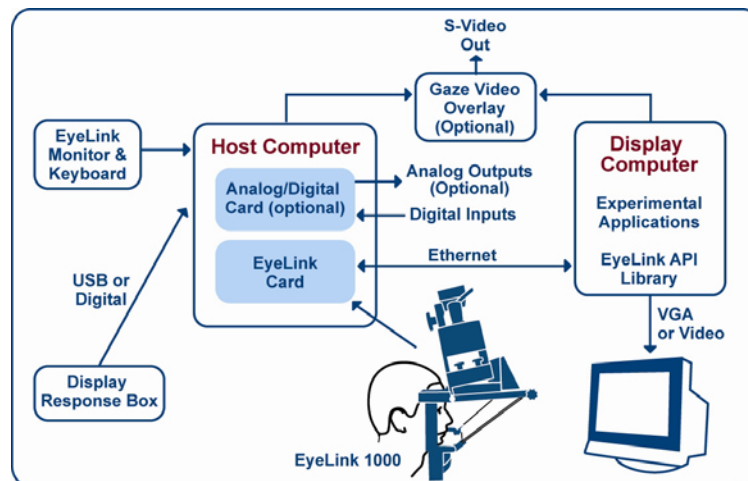 S-Video
Out
Gaze Video
Overlay
(Optional)
EyeLink
Monitor &
Keyboard
Host Computer
Analog/Digital
Card (optional)
Analog Outputs
(Optional)
Digital Inputs
EyeLink
Card
Ethernet
Display
Computer
Experimental
Applications
EyeLink API
Library
USB or
Digital
VGA
or Video
Display
Response Box
EyeLink 1000